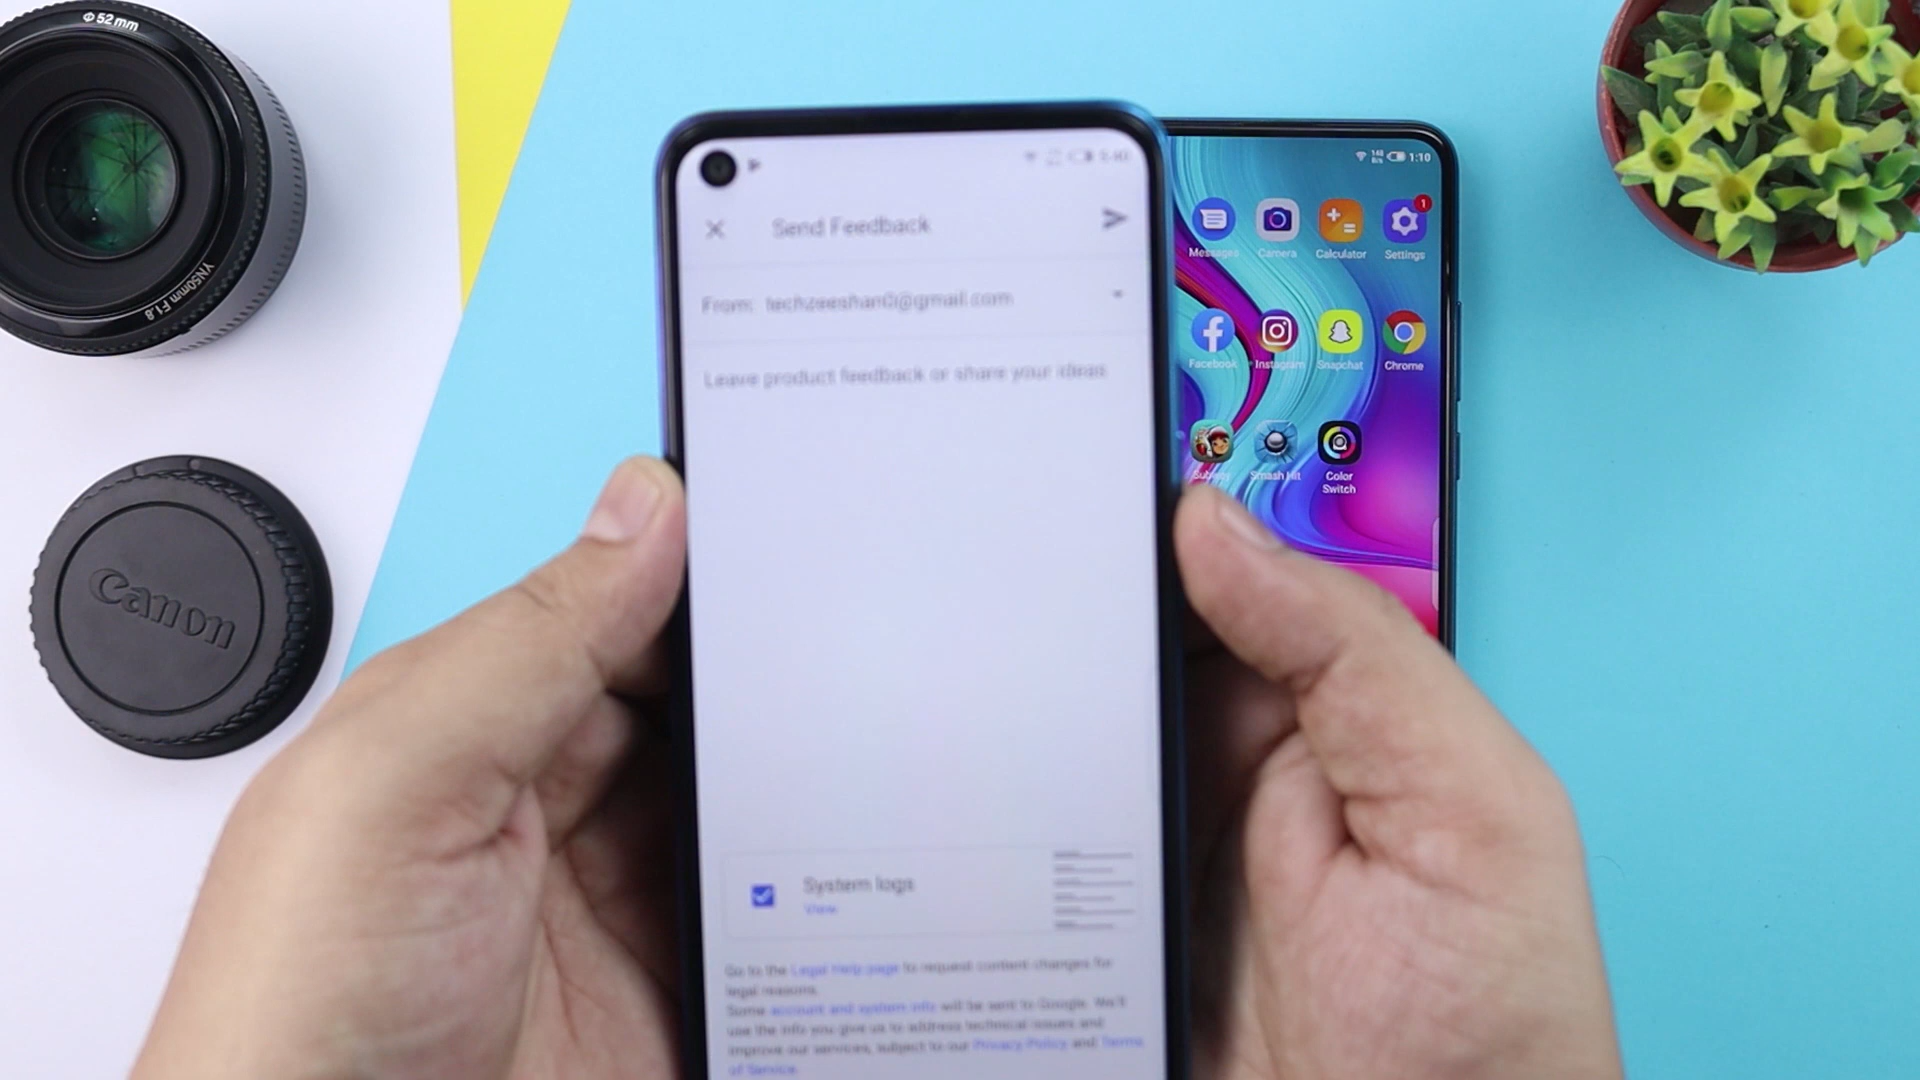 Φ52mm
YN50mm F1.8
Canon
Send Feedback
From: techzeeshan0@gmail.com
Leave product feedback or share your ideas
System logs
View
Go to the Legal Help page to request content changes for
legal reasons.
Some account and system info will be sent to Google. We'll
use the info you give us to address technical issues and
improve our services, subject to our Privacy Policy and Terms
of Service.
148
B/s
1:10
1
Messages
Camera
Calculator
Settings
Facebook
Instagram
Snapchat
Chrome
Smash Hit
Color
Switch